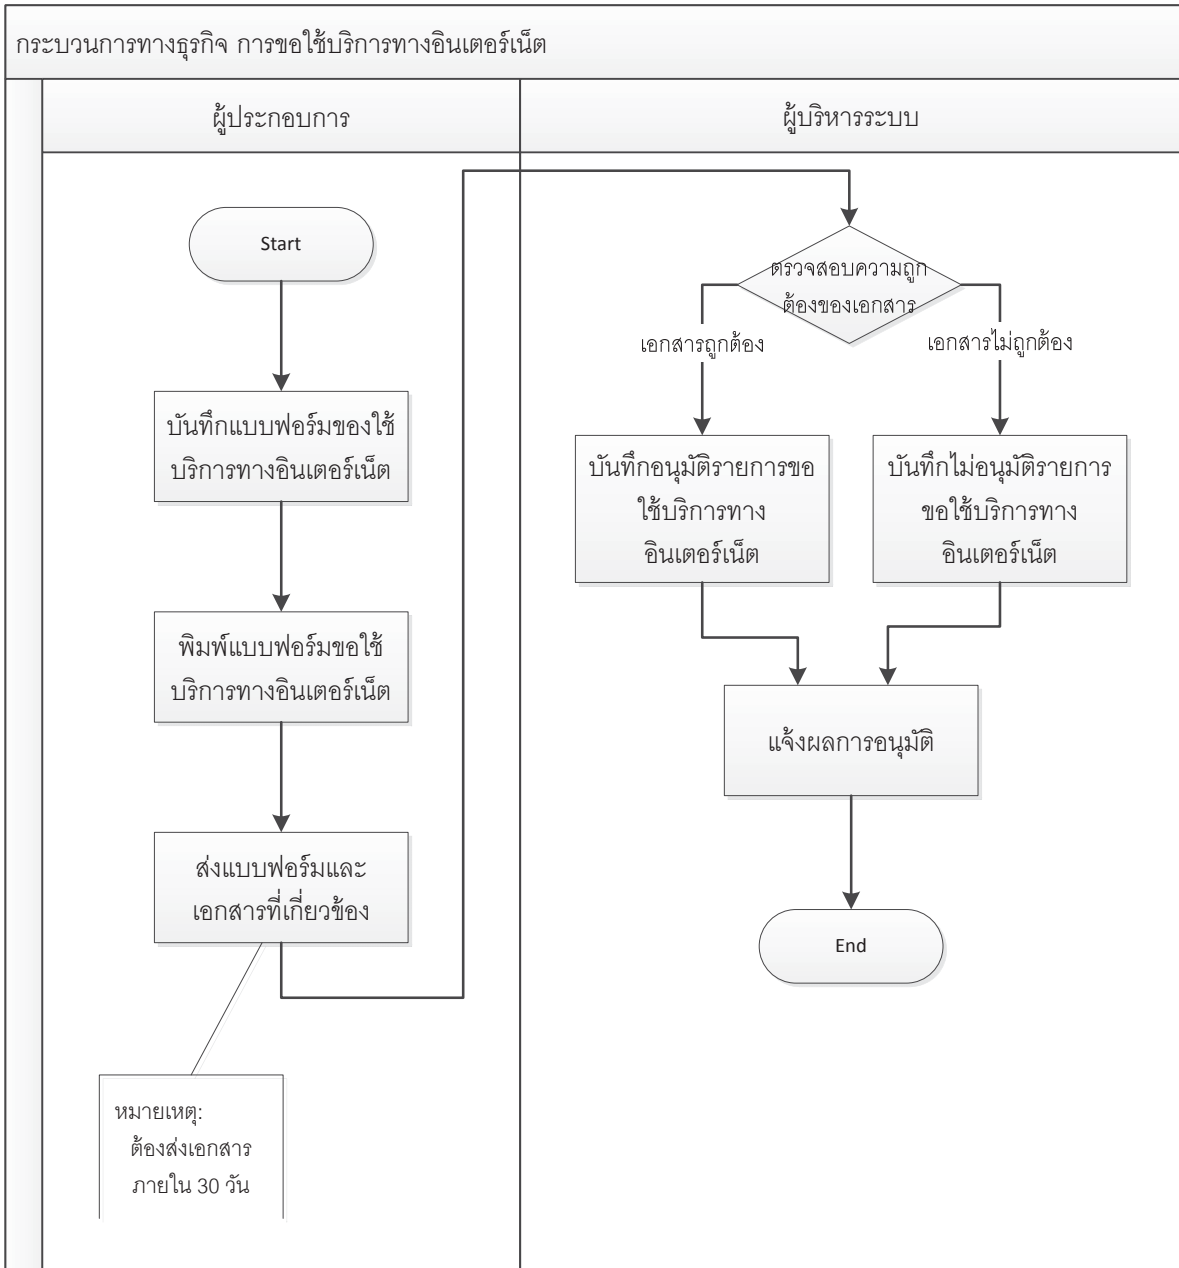 กระบวนการทางธุรกิจ การขอใช้บริการทางอินเตอร์เน็ต
ผู้ประกอบการ
ผู้บริหารระบบ
Start
บันทึกแบบฟอร์มของใช้
บริการทางอินเตอร์เน็ต
พิมพ์แบบฟอร์มขอใช้
บริการทางอินเตอร์เน็ต
ส่งแบบฟอร์มและ
เอกสารที่เกี่ยวข้อง
หมายเหตุ:
ต้องส่งเอกสาร
ภายใน 30 วัน
ตรวจสอบความถูก
ต้องของเอกสาร
เอกสารถูกต้อง
เอกสารไม่ถูกต้อง
บันทึกอนุมัติรายการขอ
ใช้บริการทาง
อินเตอร์เน็ต
บันทึกไม่อนุมัติรายการ
ขอใช้บริการทาง
อินเตอร์เน็ต
แจ้งผลการอนุมัติ
End